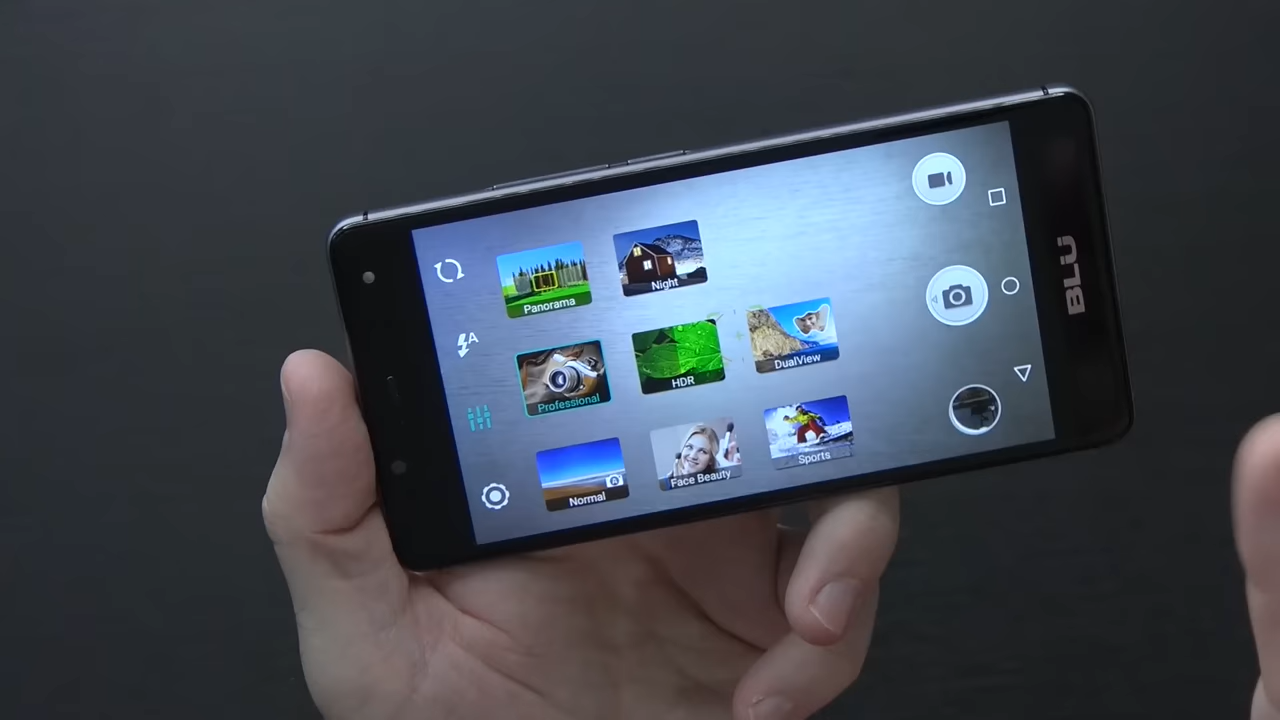 Panorama
Night
Professional
HDR
DualView
Normal
Face Beauty
Sports
A
BLU